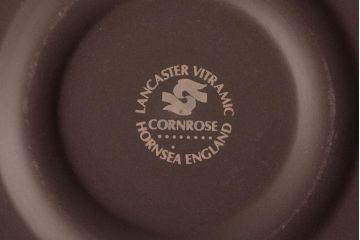 LANCASTER VITRAMIC
CORNROSE
HORNSEA ENGLAND